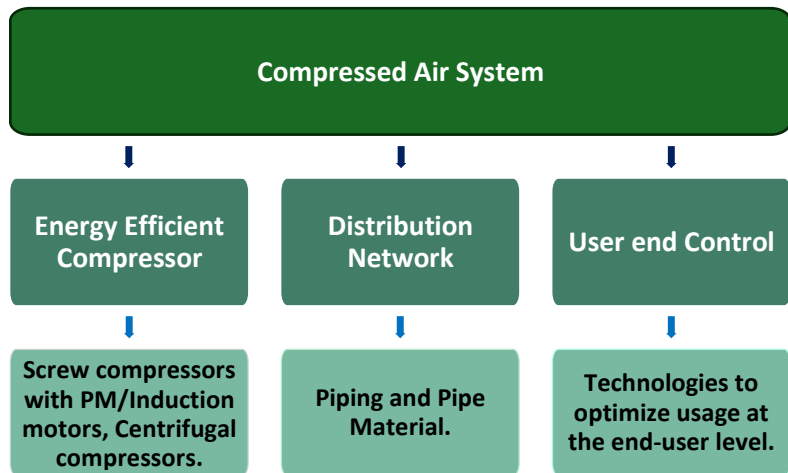 Compressed Air System
Energy Efficient
Compressor
Distribution
Network
User end Control
Screw compressors
with PM/Induction
motors, Centrifugal
compressors.
Piping and Pipe
Material.
Technologies to
optimize usage at
the end-user level.